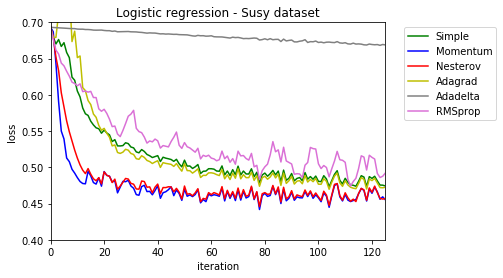 Logistic regression - Susy dataset
0.70
0.65
0.60
0.55
0.50
0.45
0.40
loss
0
20
40
60
80
100
120
iteration
Simple
Momentum
Nesterov
Adagrad
Adadelta
RMSprop